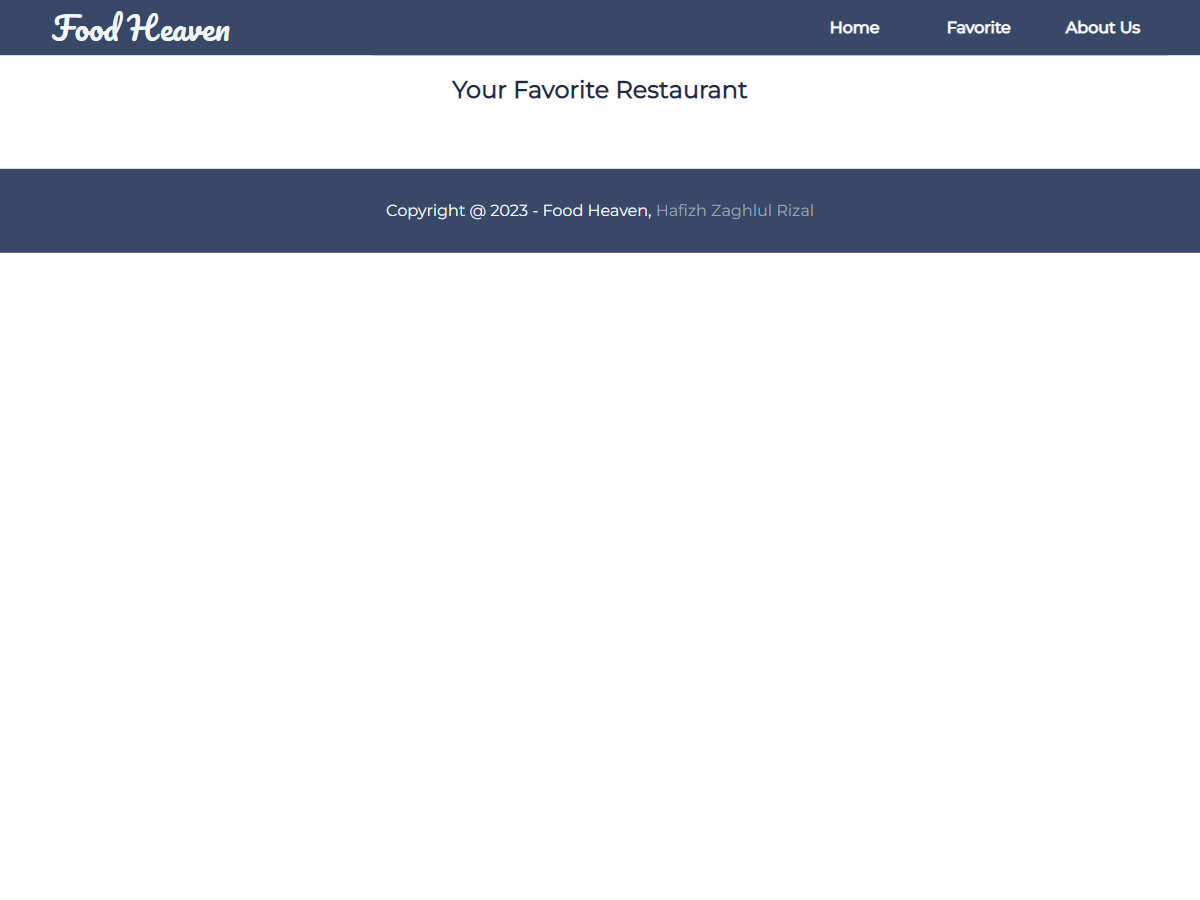 Food Heaven
Home Favorite About Us
Your Favorite Restaurant
Copyright @ 2023 - Food Heaven, Hafizh Zaghlul Rizal